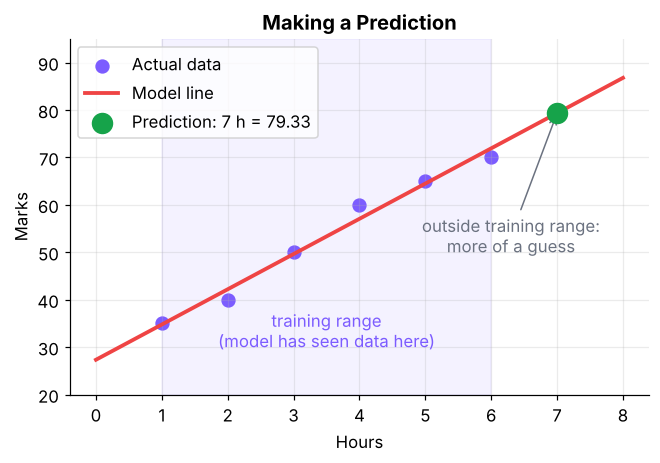 Making a Prediction
Actual data
Model line
Prediction: 7 h = 79.33
90
80
70
60
50
40
30
20
Marks
outside training range:
more of a guess
training range
(model has seen data here)
0 1 2 3 4 5 6 7 8
Hours